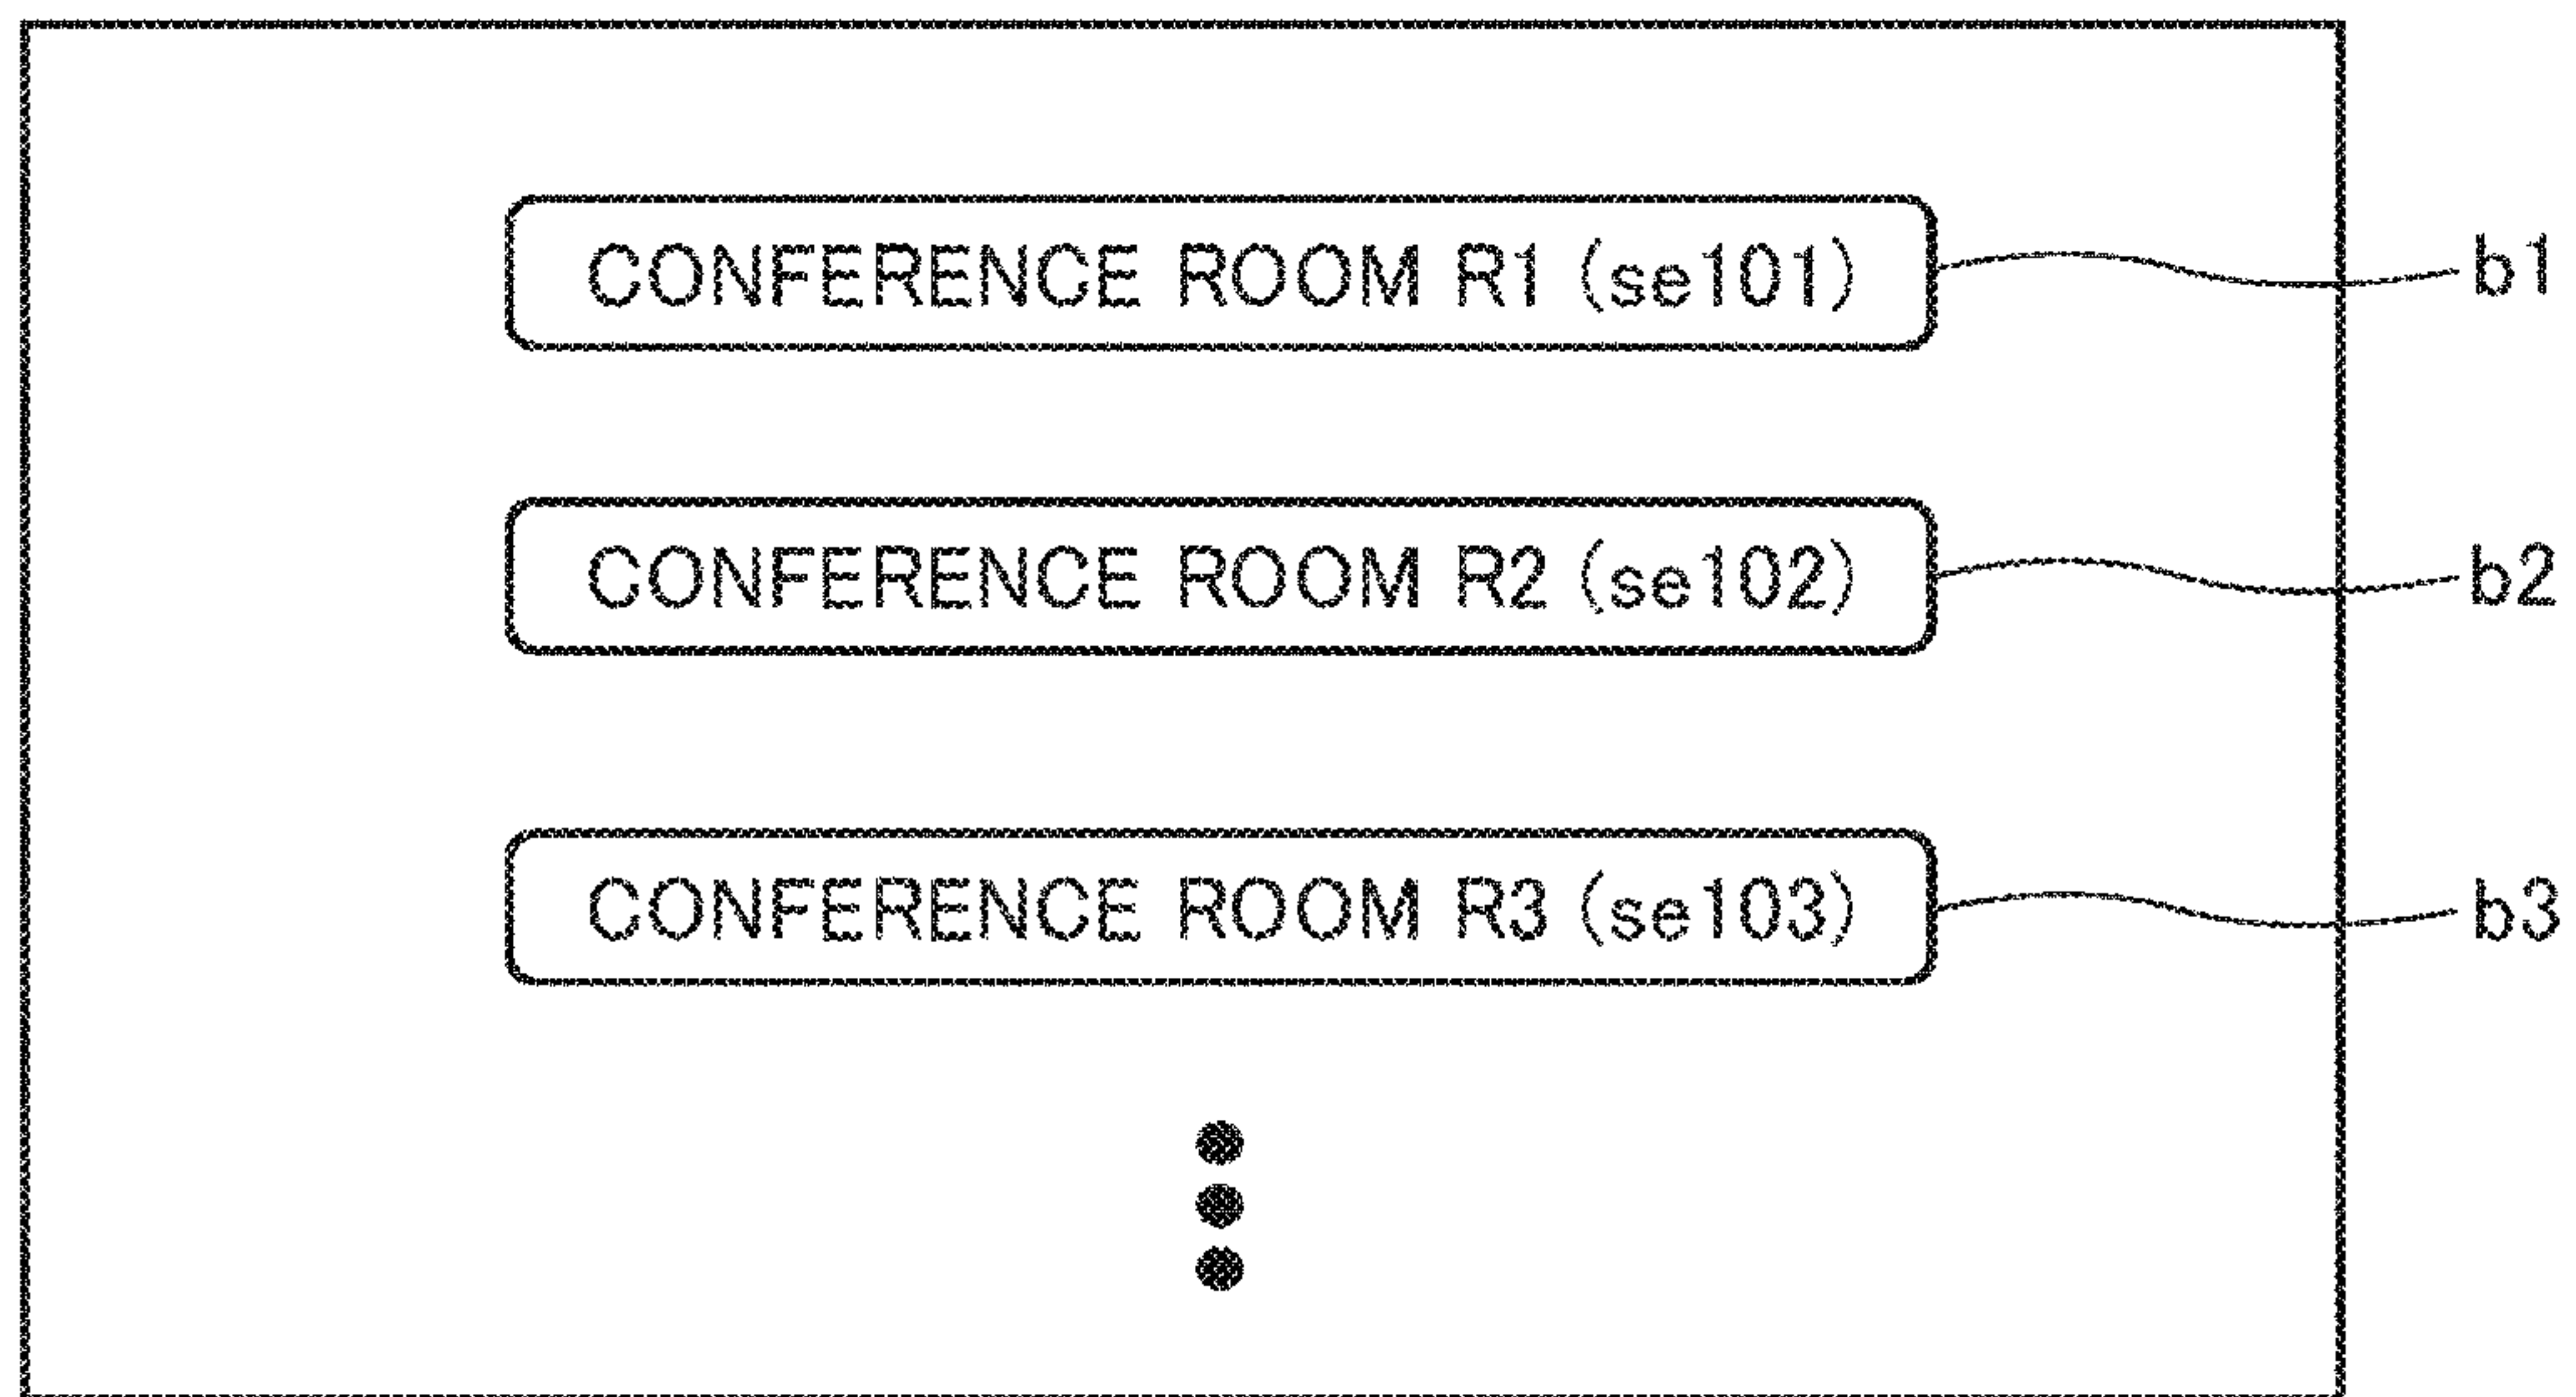 CONFERENCE ROOM R1 (se101) b1
CONFERENCE ROOM R2 (se102) b2
CONFERENCE ROOM R3 (se103) b3